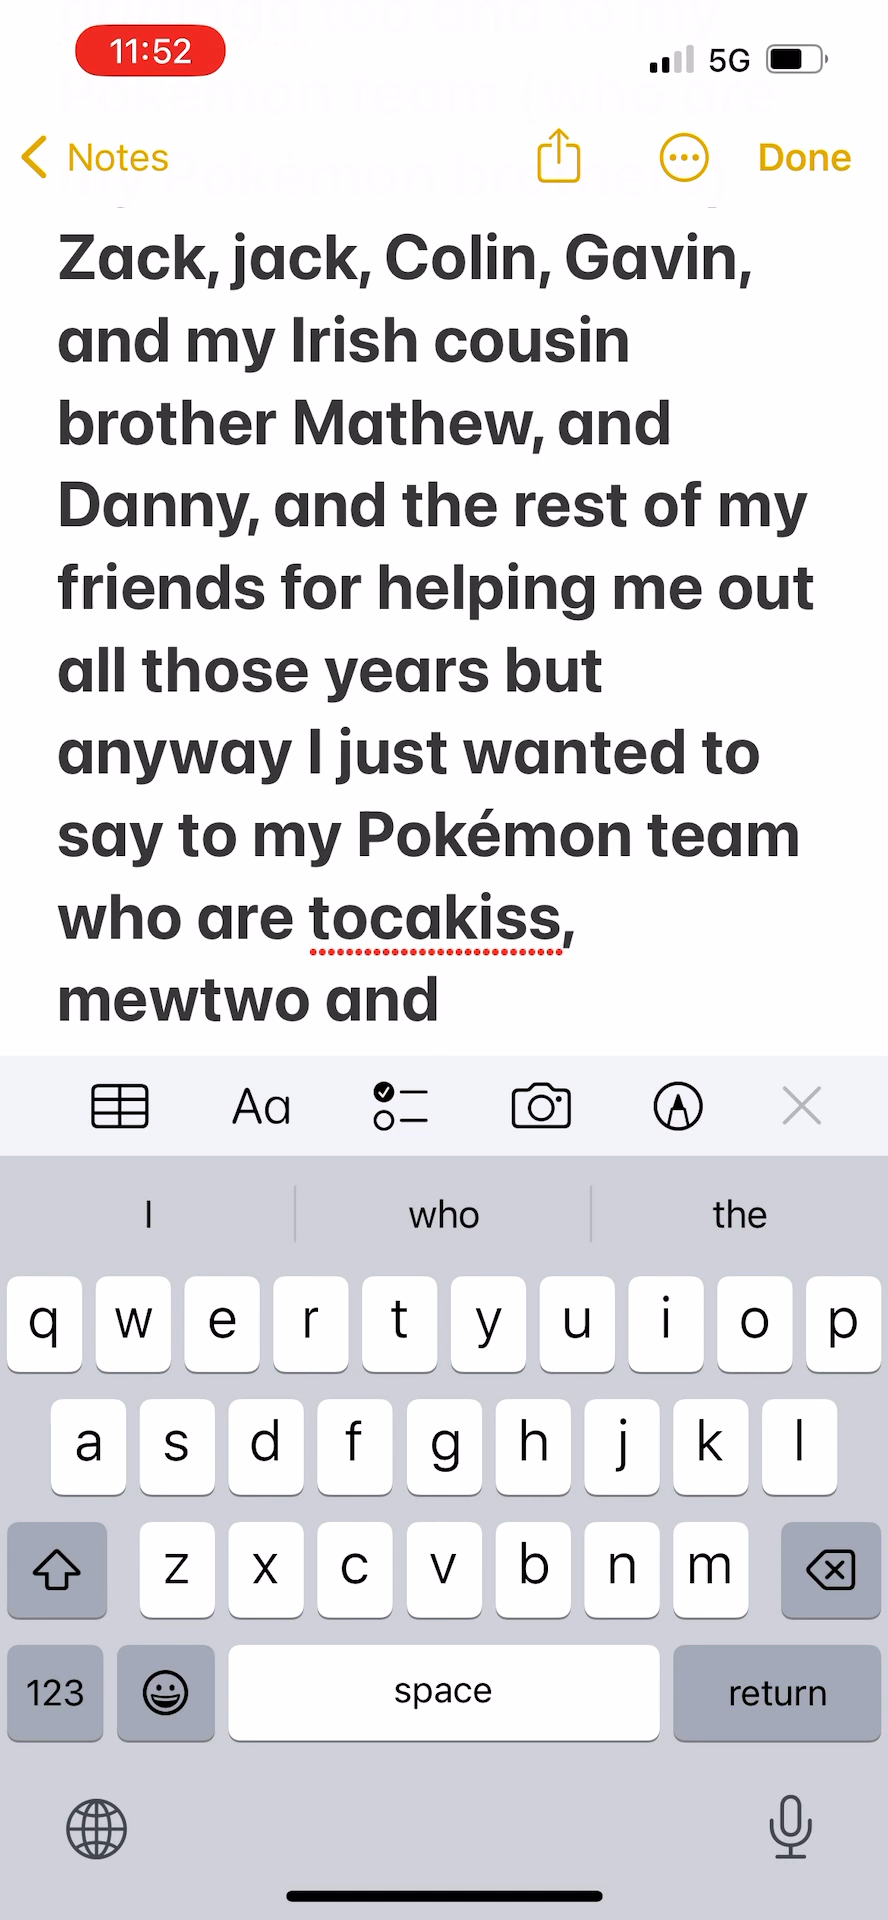 11:52
5G
Notes
Done
Zack, jack, Colin, Gavin,
and my Irish cousin
brother Mathew, and
Danny, and the rest of my
friends for helping me out
all those years but
anyway I just wanted to
say to my Pokémon team
who are tocakiss,
mewtwo and
Aa
I who the
q w e r t y u i o p
a s d f g h j k l
z x c v b n m
123 space return